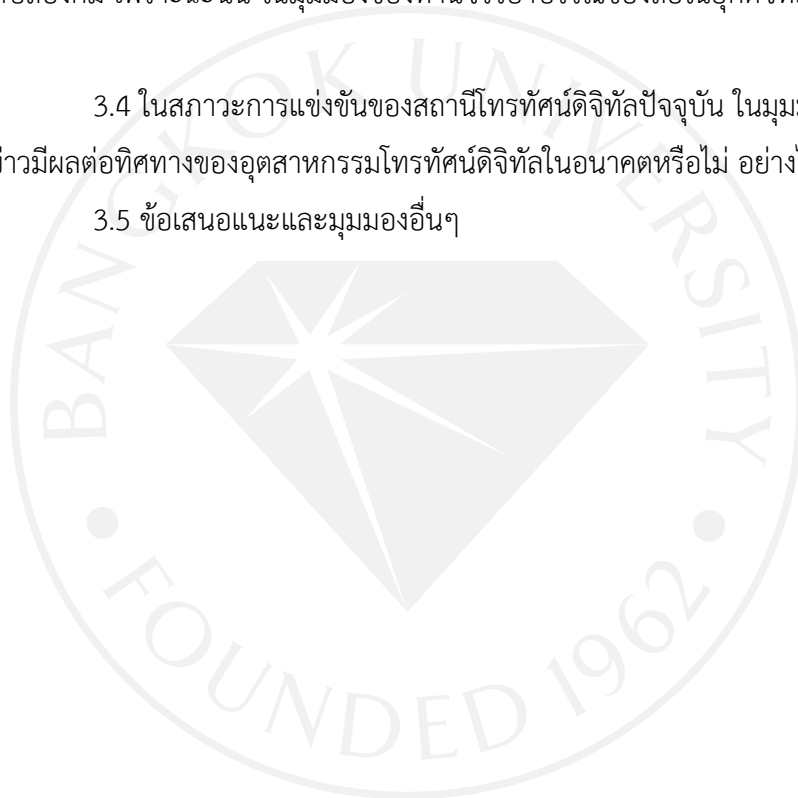 3.4 ในสภาวะการแข่งขันของสถานีโทรทัศน์ดิจิทัลปัจจุบัน ในมุม
มีผลต่อทิศทางของอุตสาหกรรมโทรทัศน์ดิจิทัลในอนาคตหรือไม่
3.5 ข้อเสนอแนะและมุมมองอื่นๆ
BANGKOK UNIVERSITY
FOUNDED 1962